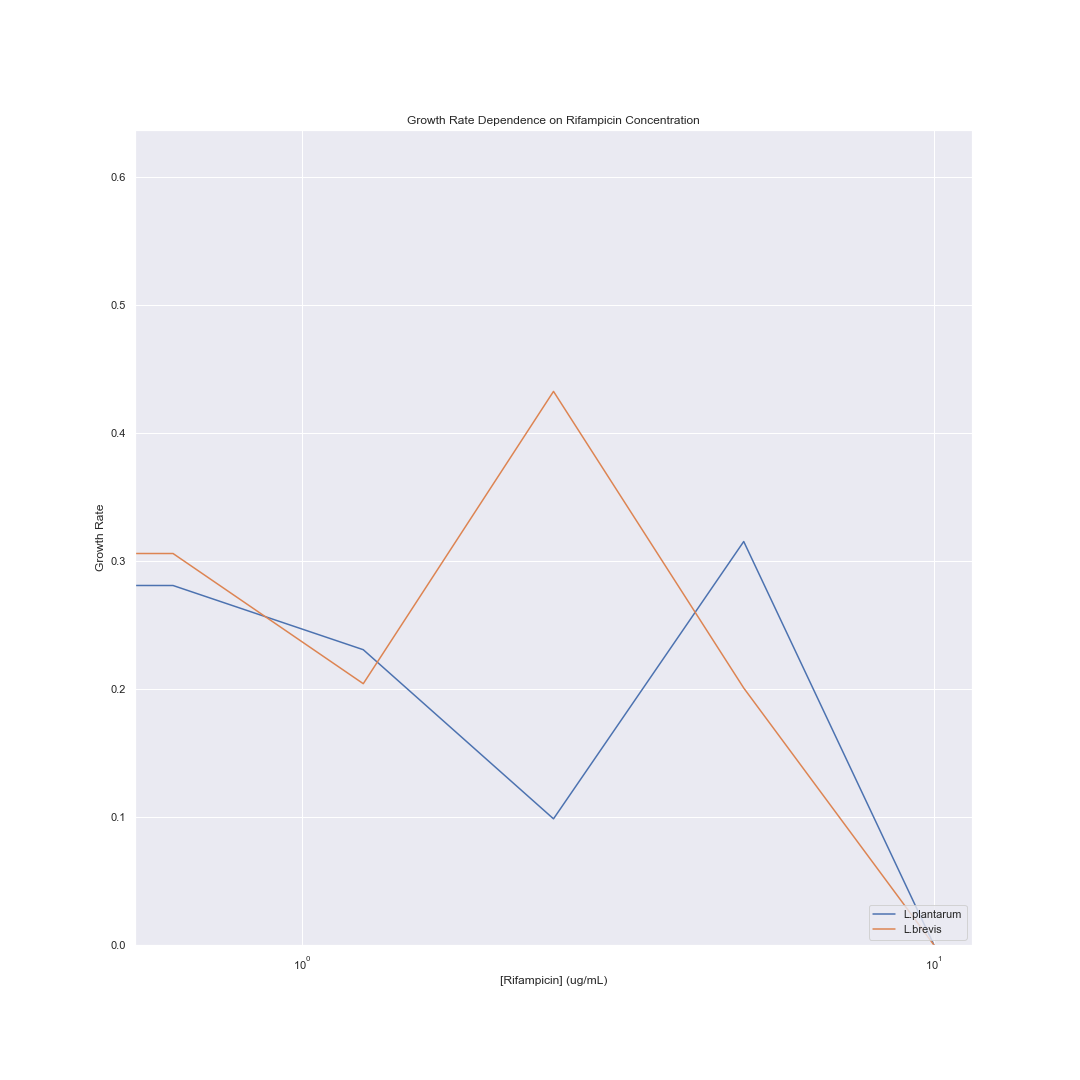 Growth Rate Dependence on Rifampicin Concentration
0.6
0.5
0.4
0.3
0.2
0.1
0.0
Growth Rate
10⁰
10¹
[Rifampicin] (ug/mL)
L.plantarum
L.brevis